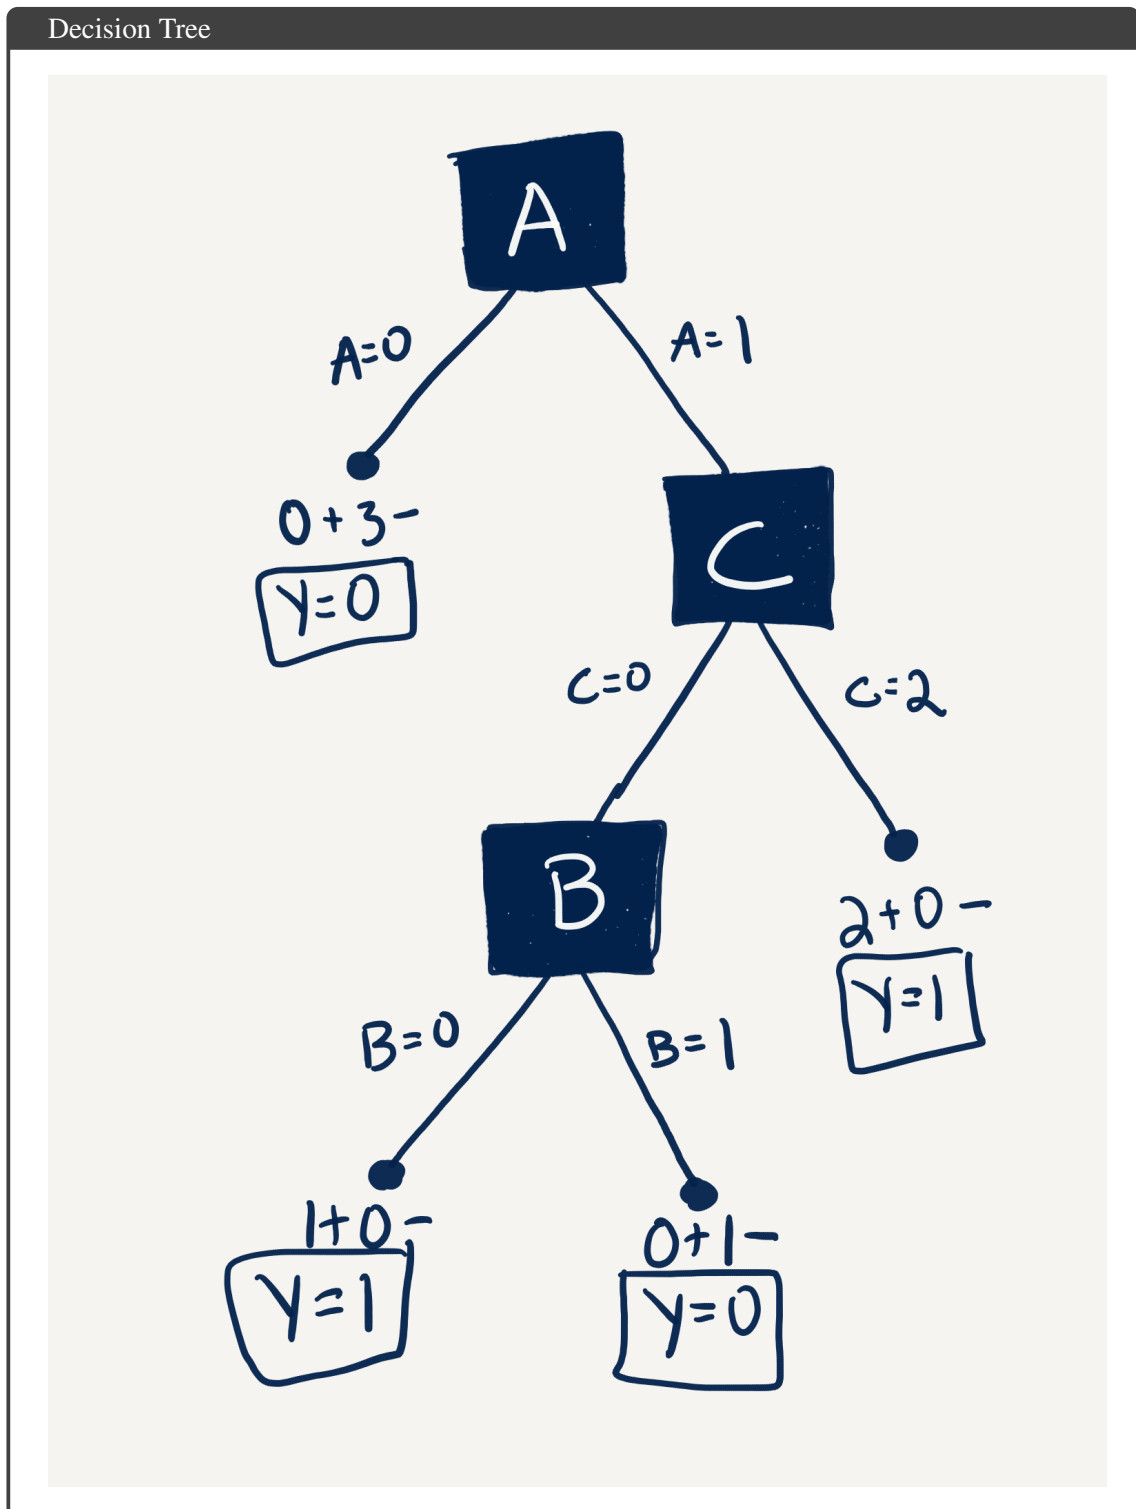 Decision Tree
A
A=0
A=1
0+3-
Y=0
C
C=0
C=2
B
2+0-
Y=1
B=0
B=1
1+0-
Y=1
0+1-
Y=0